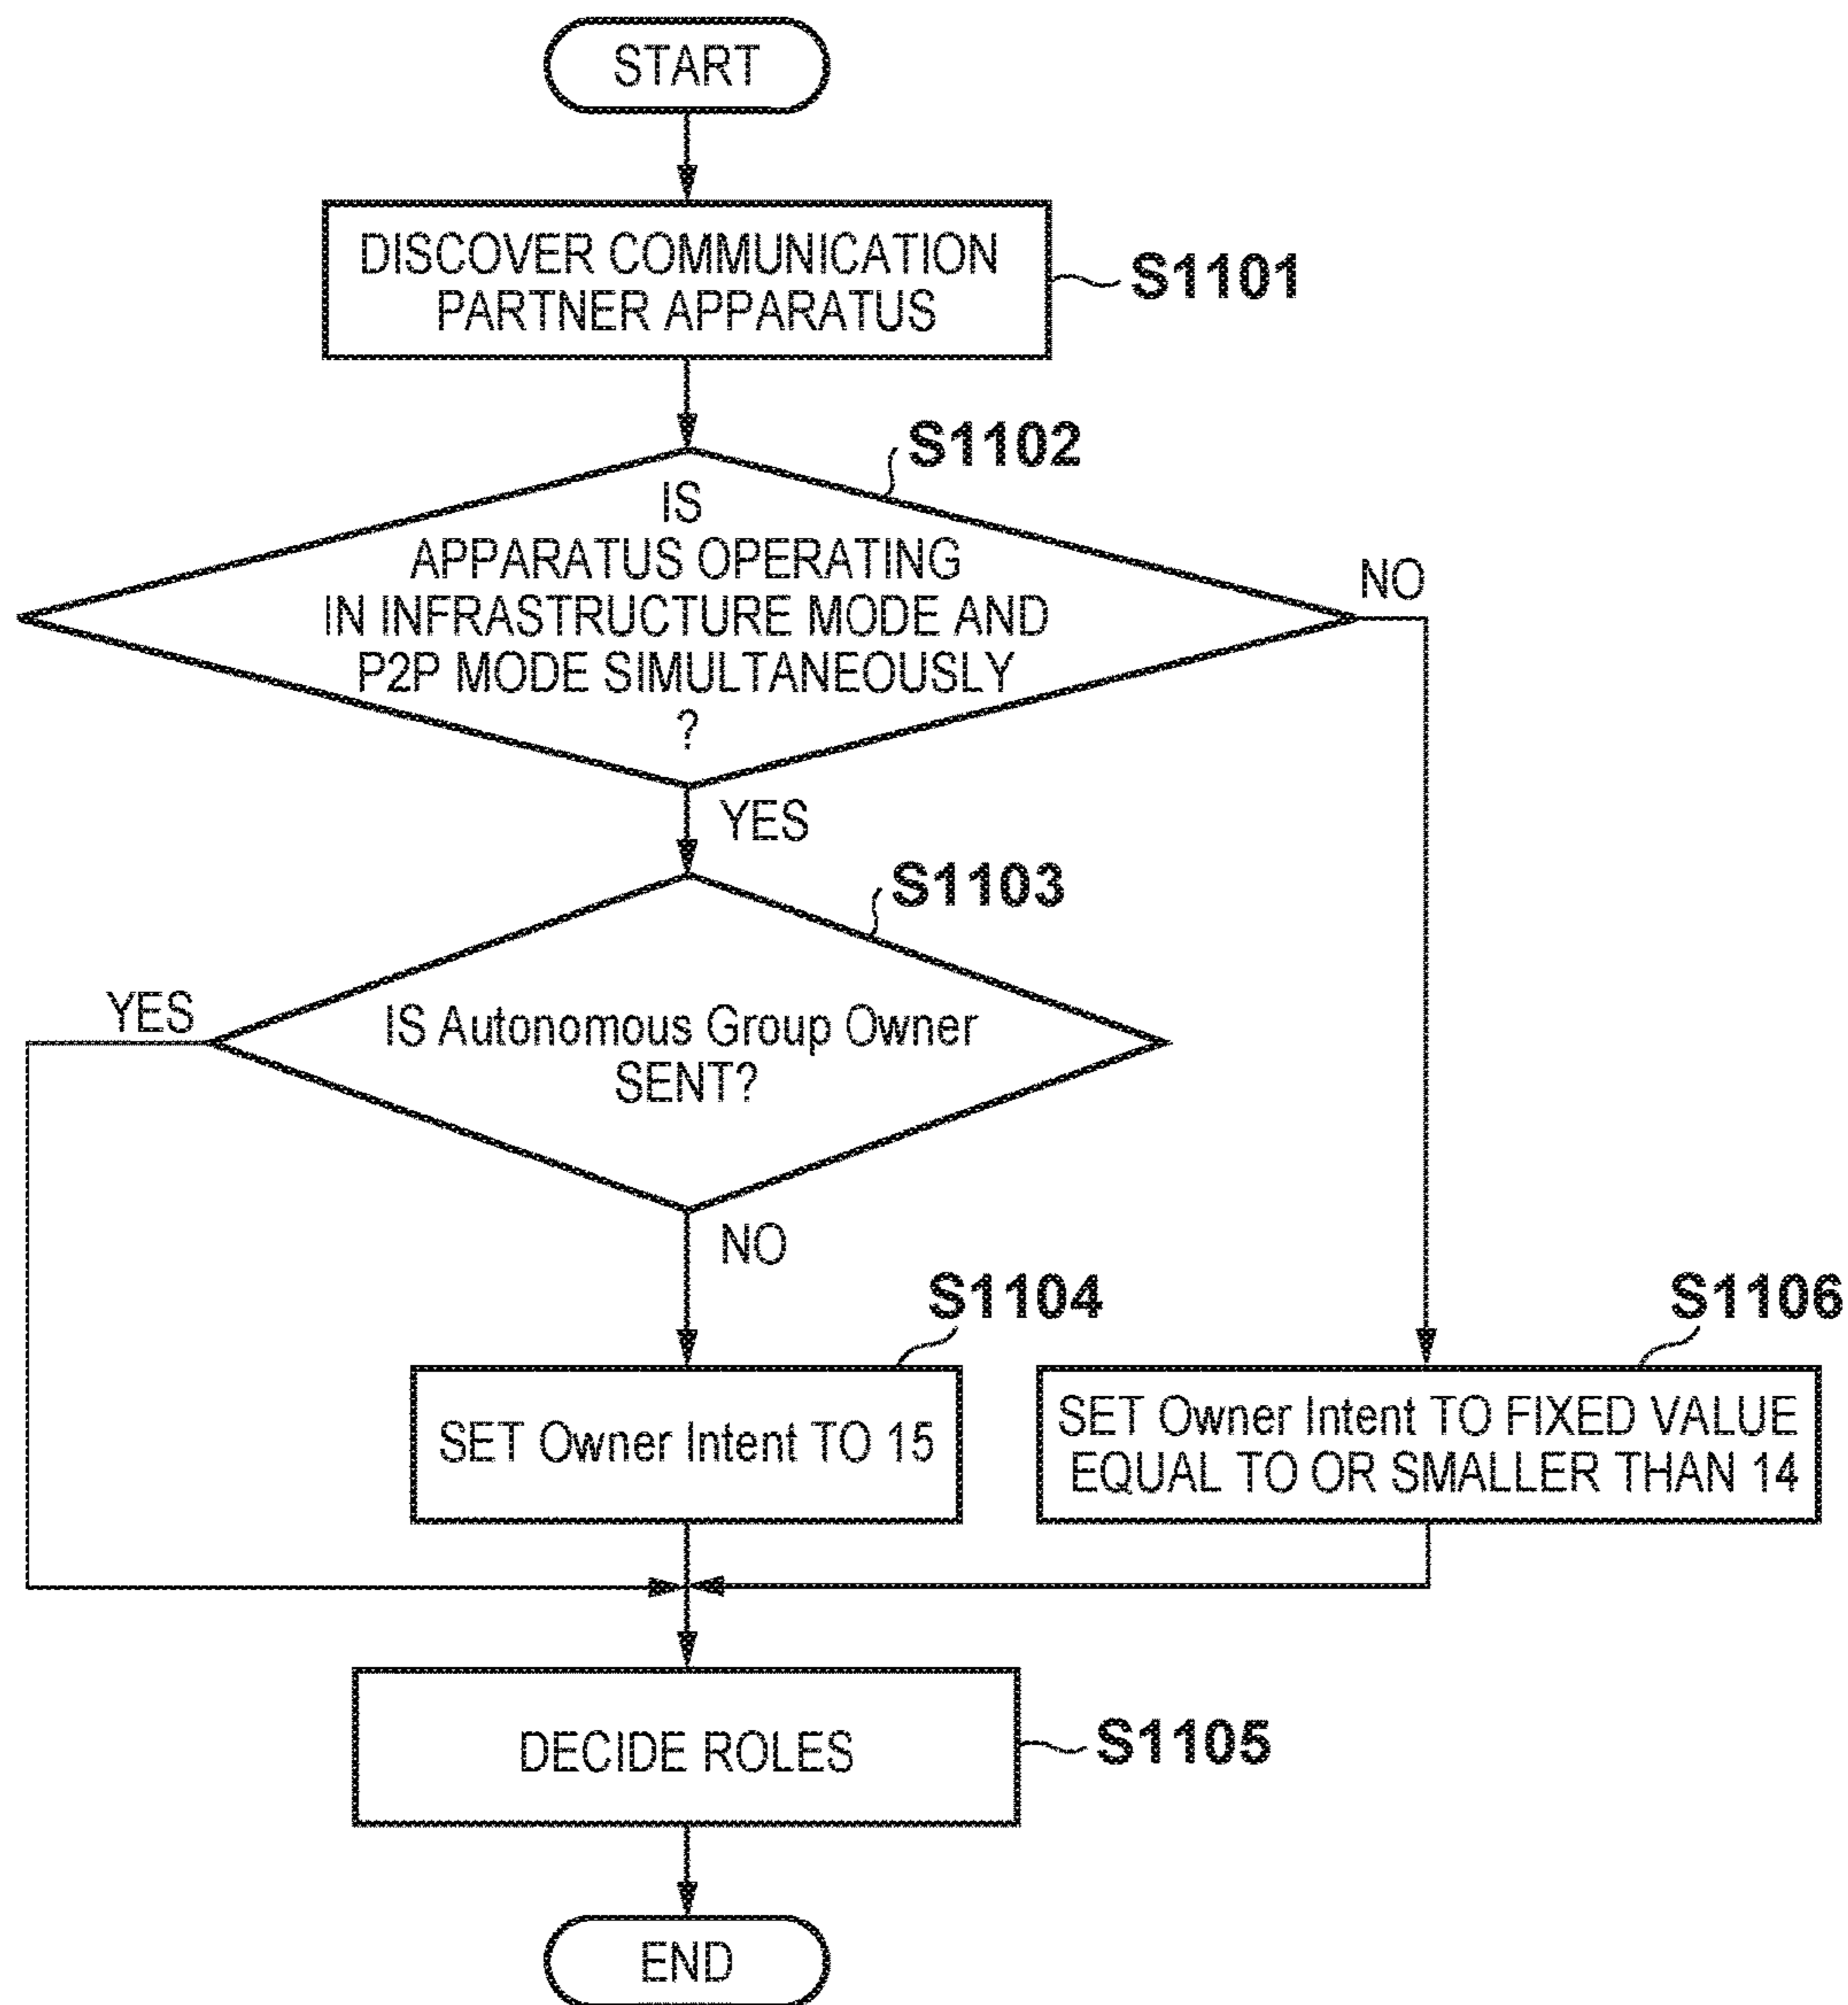 START
DISCOVER COMMUNICATION
PARTNER APPARATUS
S1101
S1102
IS
APPARATUS OPERATING
IN INFRASTRUCTURE MODE AND
P2P MODE SIMULTANEOUSLY
?
NO
YES
S1103
YES
IS Autonomous Group Owner
SENT?
NO
S1104
S1106
SET Owner Intent TO 15
SET Owner Intent TO FIXED VALUE
EQUAL TO OR SMALLER THAN 14
DECIDE ROLES
S1105
END